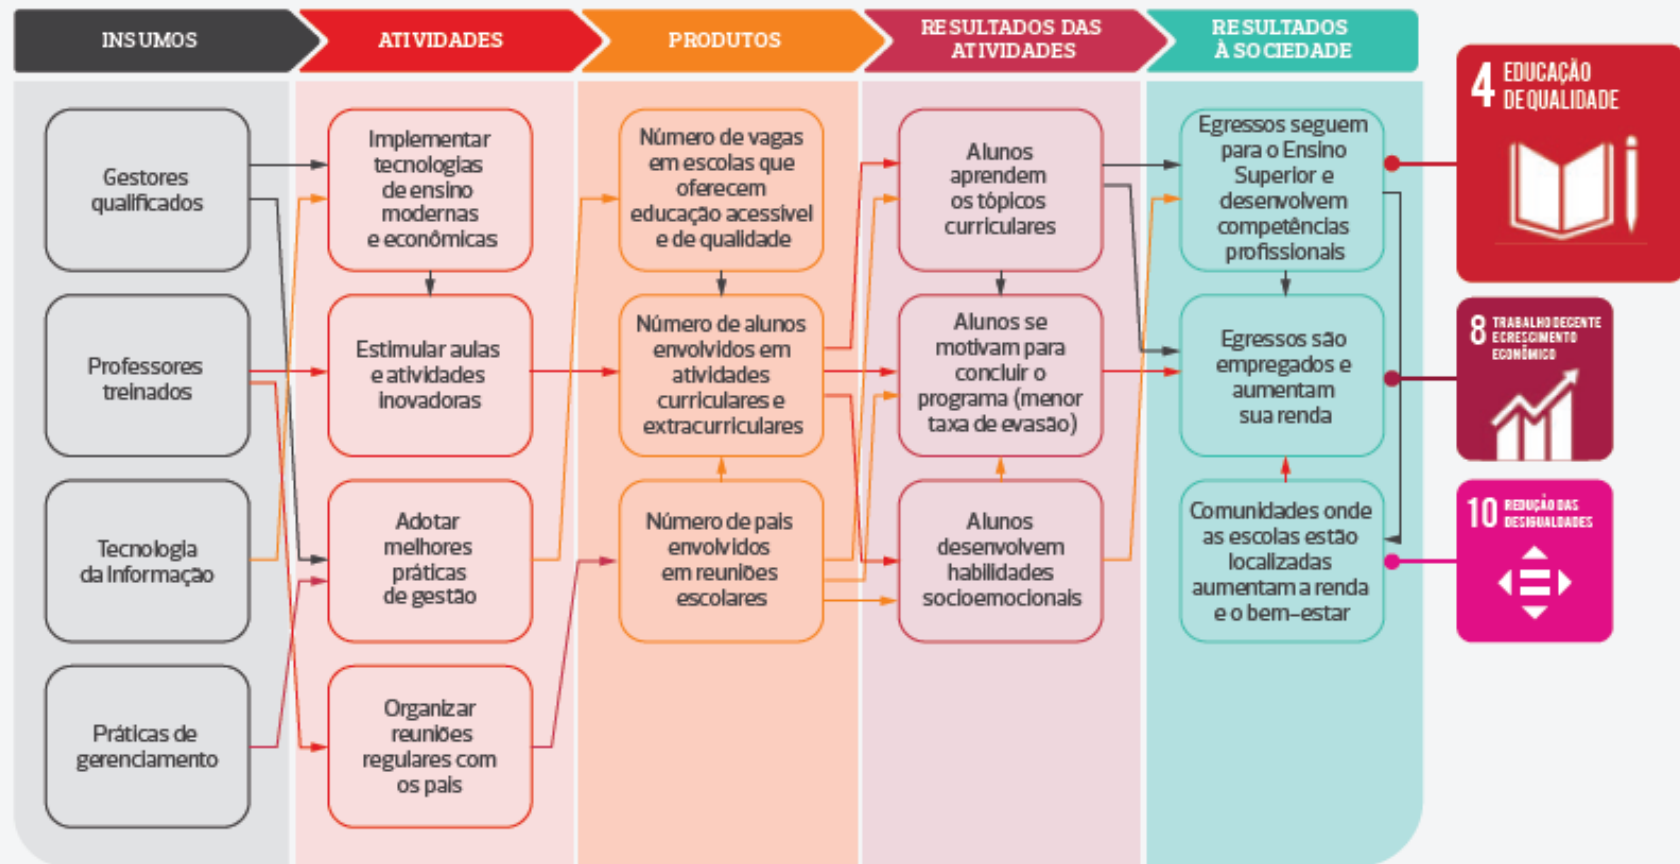 INSUMOS
ATIVIDADES
PRODUTOS
RESULTADOS DAS
ATIVIDADES
RESULTADOS
À SOCIEDADE
Gestores
qualificados
Professores
treinados
Tecnologia
da Informação
Práticas de
gerenciamento
Implementar
tecnologias
de ensino
modernas
e econômicas
Estimular aulas
e atividades
inovadoras
Adotar
melhores
práticas
de gestão
Organizar
reuniões
regulares com
os pais
Número de vagas
em escolas que
oferecem
educação acessível
e de qualidade
Número de alunos
envolvidos em
atividades
curriculares e
extracurriculares
Número de pais
envolvidos
em reuniões
escolares
Alunos
aprendem
os tópicos
curriculares
Alunos se
motivam para
concluir o
programa (menor
taxa de evasão)
Alunos
desenvolvem
habilidades
socioemocionais
Egressos seguem
para o Ensino
Superior e
desenvolvem
competências
profissionais
Egressos são
empregados e
aumentam
sua renda
Comunidades onde
as escolas estão
localizadas
aumentam a renda
e o bem-estar
4 EDUCAÇÃO
DE QUALIDADE
8 TRABALHO DECENTE
E CRESCIMENTO
ECONÔMICO
10 REDUÇÃO DAS
DESIGUALDADES